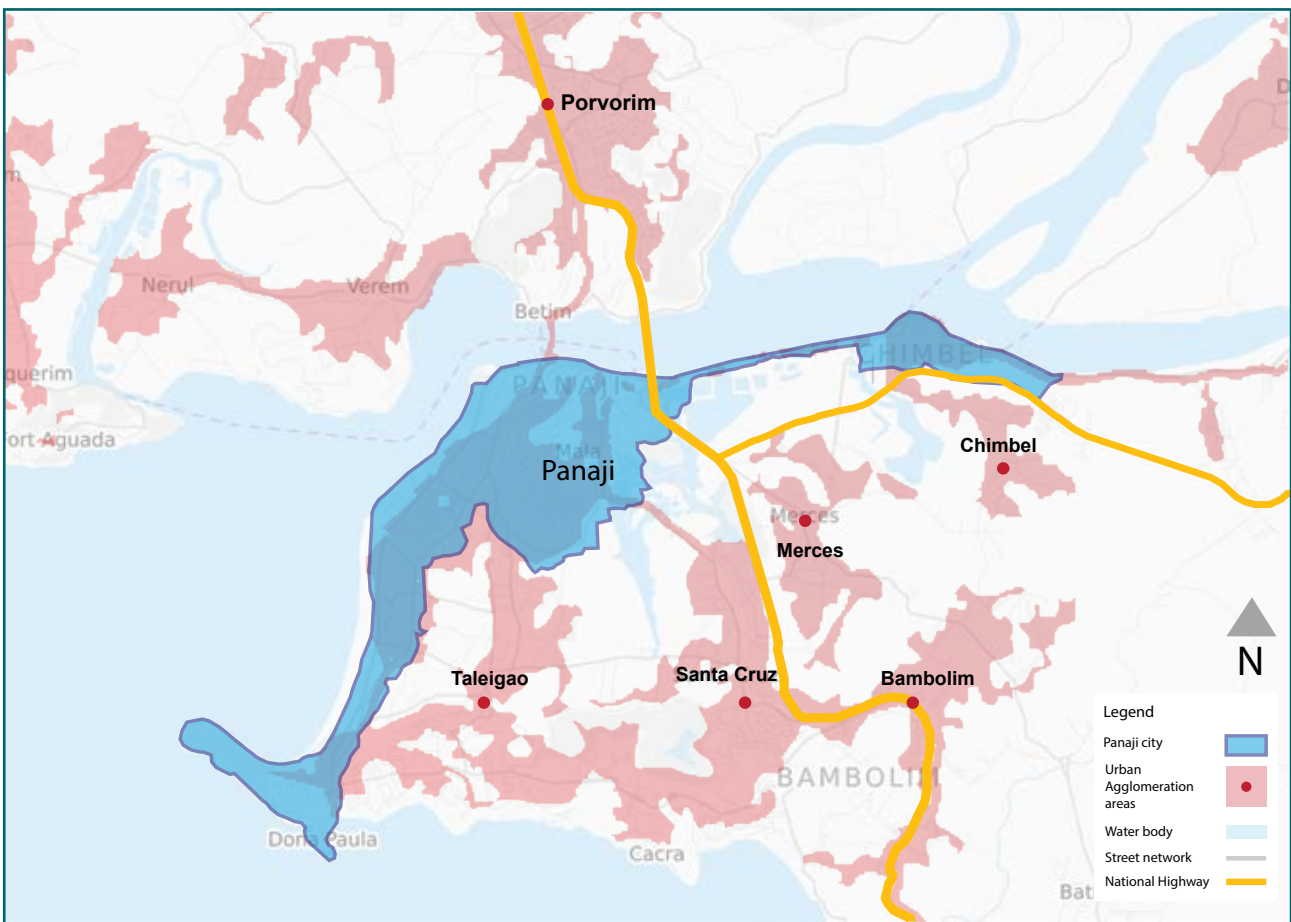 Porvorim
Nerul
Verem
Betim
CHIMBEL
PANAJI
querim
ort Aguada
Mala
Panaji
Chimbel
Merces
Merces
Taleigao
Santa Cruz
Bambolim
N
BAMBOLIM
Dona Paula
Cacra
Bat
Legend
Panaji city
Urban
Agglomeration
areas
Water body
Street network
National Highway